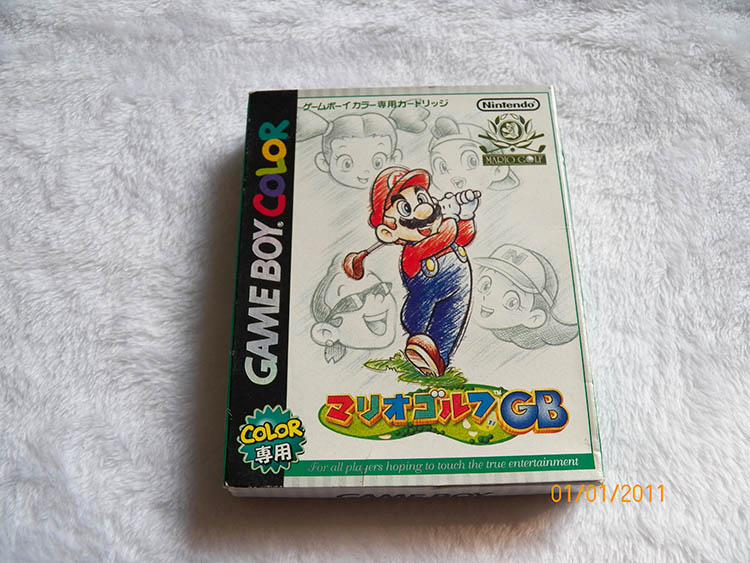 ゲームボーイカラー専用カードリッジ
Nintendo
MARIO GOLF
GAME BOY COLOR
N
マリオゴルフGB
COLOR
専用
For all players hoping to touch the true entertainment
GAME BOY
01/01/2011